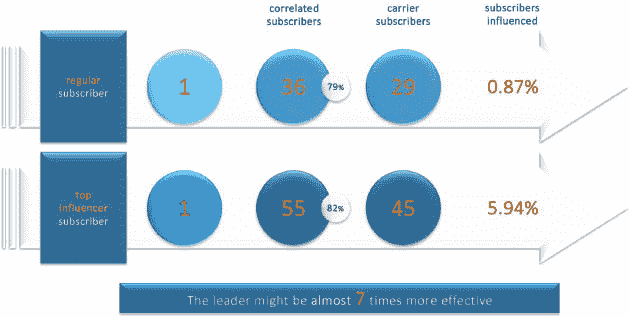 correlated
subscribers
carrier
subscribers
subscribers
influenced
regular
subscriber
1
36
79%
29
0.87%
top
influencer
subscriber
1
55
82%
45
5.94%
The leader might be almost 7 times more effective